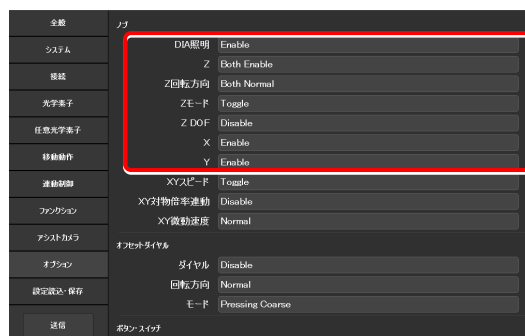 全般
システム
接続
光学素子
任意光学素子
移動動作
連動制御
ファンクション
アシストカメラ
オプション
設定読込・保存
送信
ノブ
DIA照明 Enable
Z Both Enable
Z回転方向 Both Normal
Zモード Toggle
Z DOF Disable
X Enable
Y Enable
XYスピード Toggle
XY対物倍率連動 Disable
XY微動速度 Normal
オフセットダイヤル
ダイヤル Disable
回転方向 Normal
モード Pressing Coarse
ボタン・スイッチ